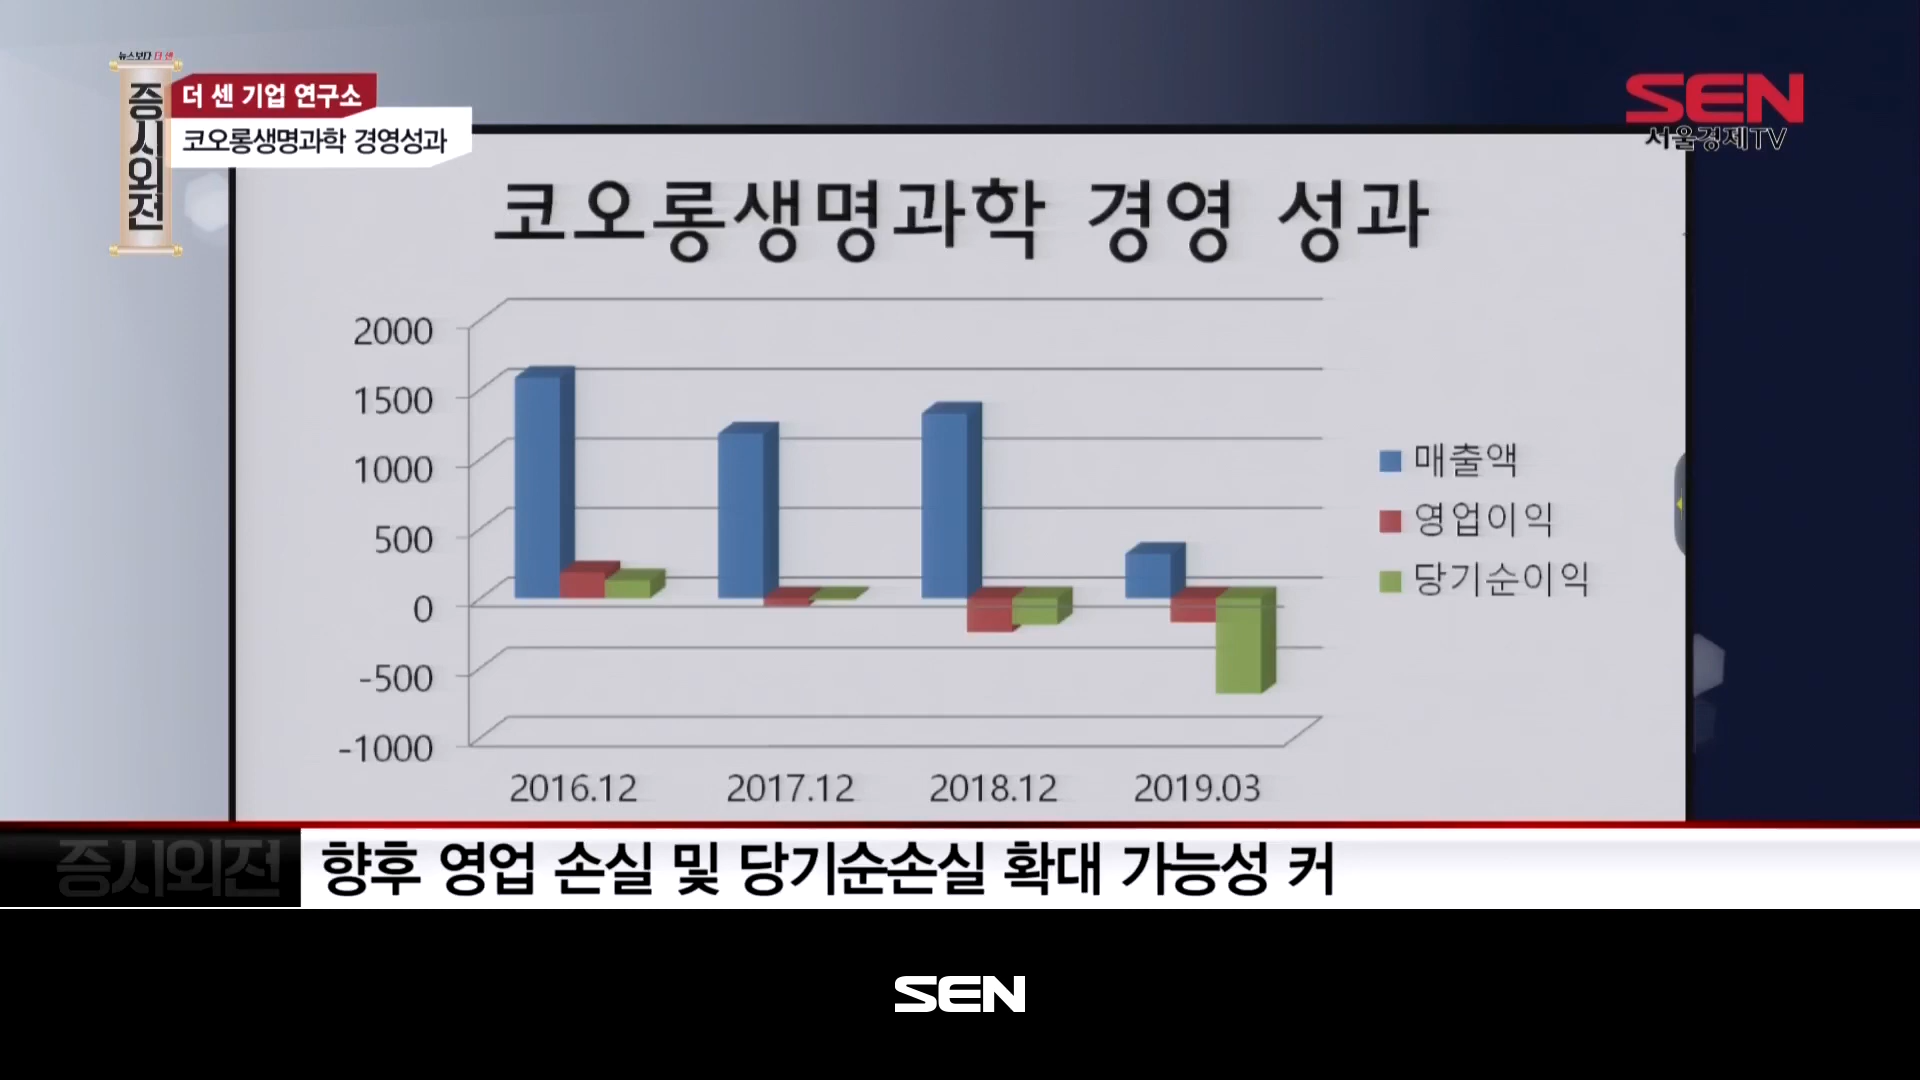 뉴스보다 더 센
증시외전
더 센 기업 연구소
코오롱생명과학 경영성과
SEN
서울경제TV
코오롱생명과학 경영 성과
2000
1500
1000
500
0
-500
-1000
2016.12
2017.12
2018.12
2019.03
매출액
영업이익
당기순이익
증시외전
향후 영업 손실 및 당기순손실 확대 가능성 커
SEN